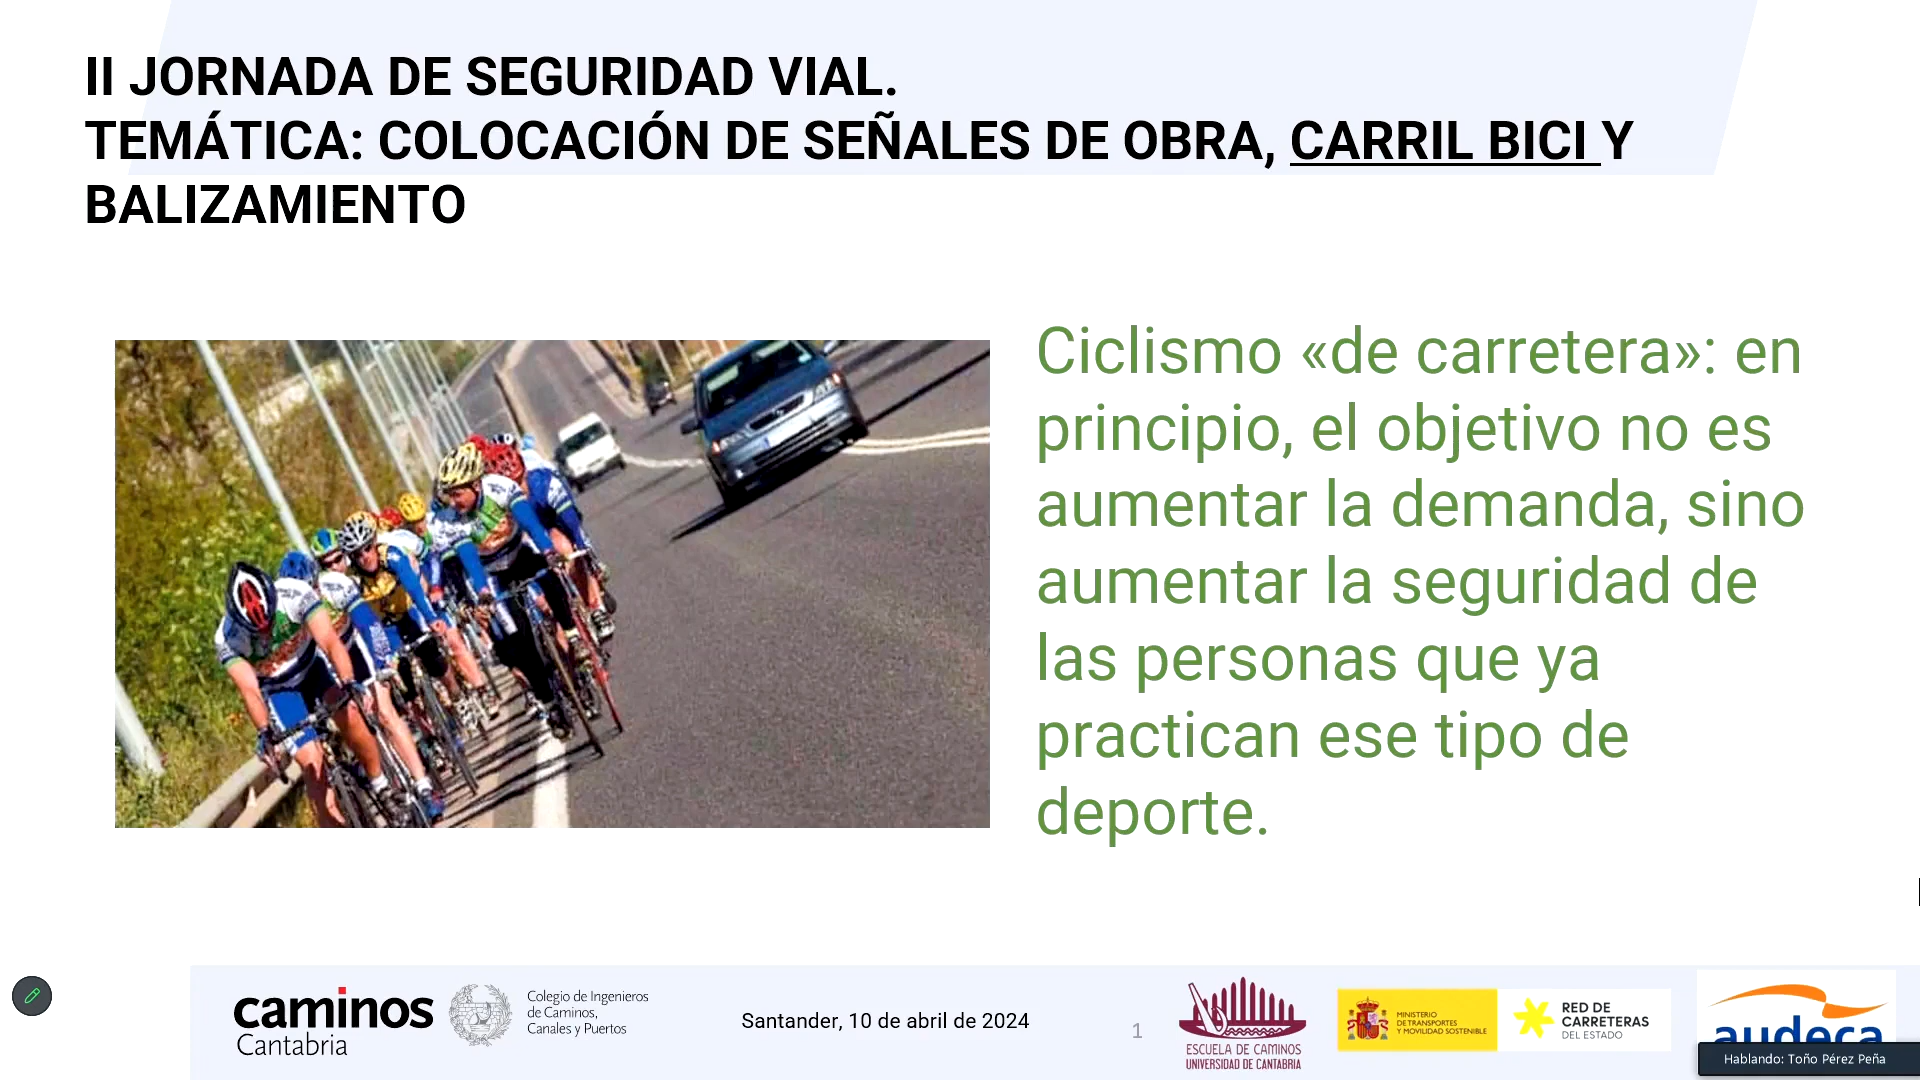 II JORNADA DE SEGURIDAD VIAL.
TEMÁTICA: COLOCACIÓN DE SEÑALES DE OBRA, CARRIL BICI Y
BALIZAMIENTO
Ciclismo «de carretera»: en
principio, el objetivo no es
aumentar la demanda, sino
aumentar la seguridad de
las personas que ya
practican ese tipo de
deporte.
caminos
Cantabria
Colegio de Ingenieros
de Caminos,
Canales y Puertos
Santander, 10 de abril de 2024
1
ESCUELA DE CAMINOS
UNIVERSIDAD DE CANTABRIA
MINISTERIO
DE TRANSPORTES
Y MOVILIDAD SOSTENIBLE
RED DE
CARRETERAS
DEL ESTADO
audeca
Hablando: Toño Pérez Peña